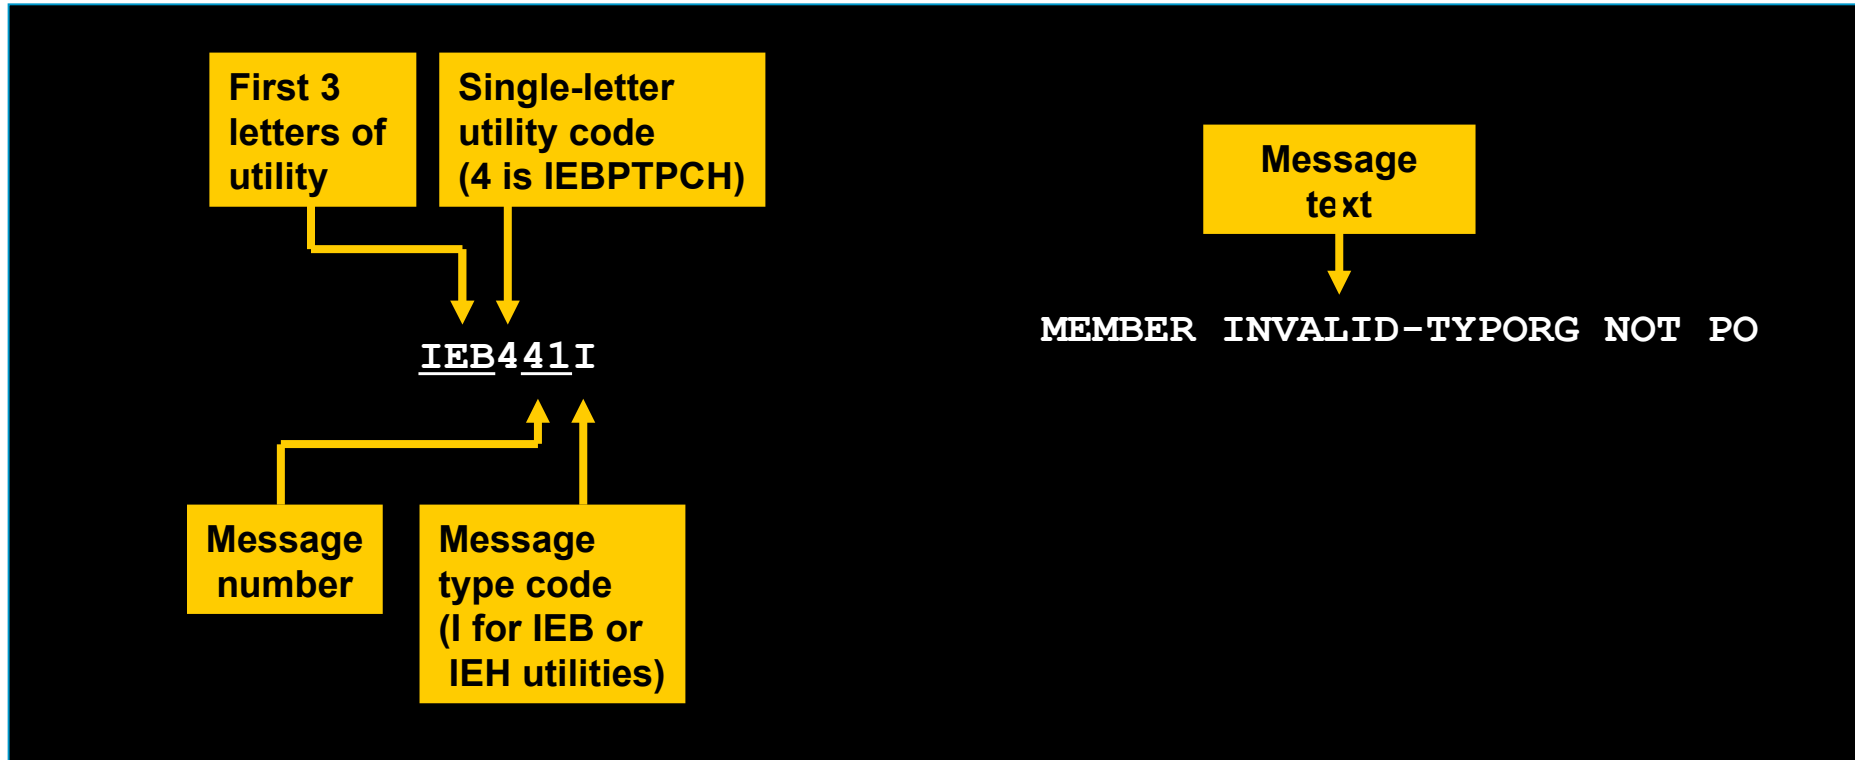 First 3
letters of
utility
Single-letter
utility code
(4 is IEBPTPCH)
Message
text
IEB441I
MEMBER INVALID-TYPORG NOT PO
Message
number
Message
type code
(I for IEB or
IEH utilities)